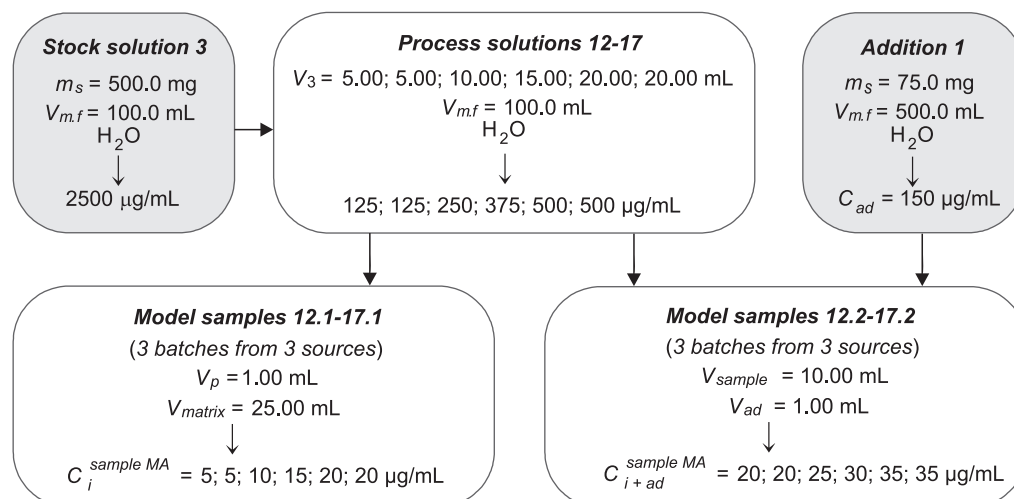 Stock solution 3
mₛ = 500.0 mg
V_m.f = 100.0 mL
H₂O
2500 µg/mL
Process solutions 12-17
V₃ = 5.00; 5.00; 10.00; 15.00; 20.00; 20.00 mL
V_m.f = 100.0 mL
H₂O
125; 125; 250; 375; 500; 500 µg/mL
Addition 1
mₛ = 75.0 mg
V_m.f = 500.0 mL
H₂O
C_ad = 150 µg/mL
Model samples 12.1-17.1
(3 batches from 3 sources)
V_p = 1.00 mL
V_matrix = 25.00 mL
C_i^sample MA = 5; 5; 10; 15; 20; 20 µg/mL
Model samples 12.2-17.2
(3 batches from 3 sources)
V_sample = 10.00 mL
V_ad = 1.00 mL
C_i + ad^sample MA = 20; 20; 25; 30; 35; 35 µg/mL